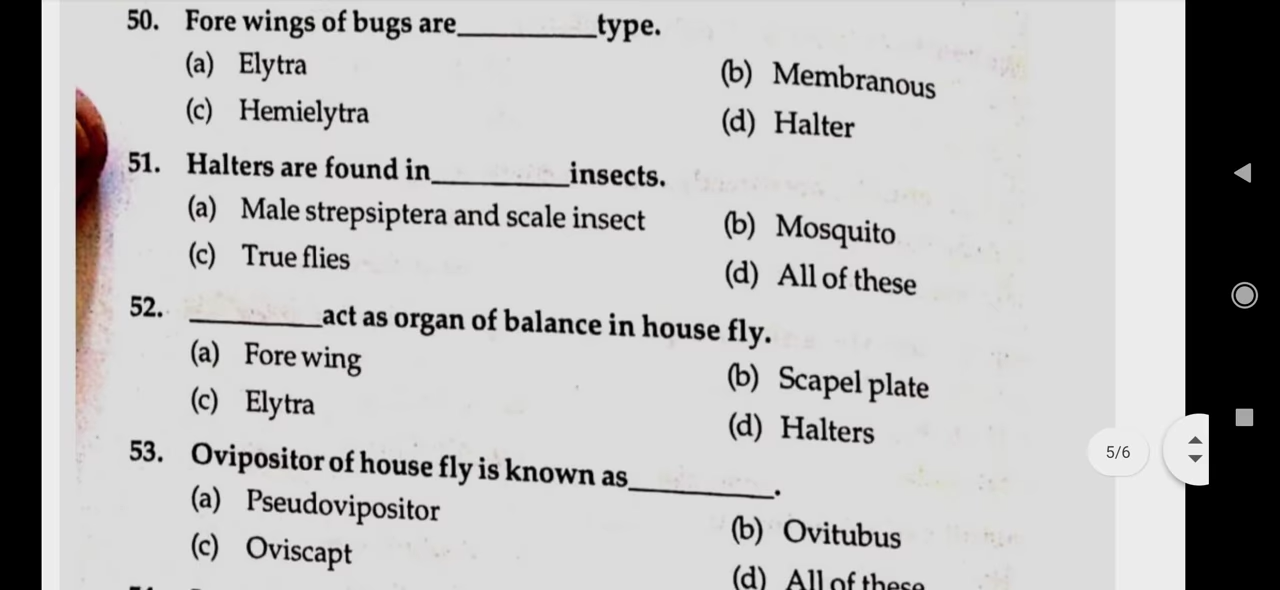 50. Fore wings of bugs are__________type.
(a) Elytra (b) Membranous
(c) Hemielytra (d) Halter
51. Halters are found in__________insects.
(a) Male strepsiptera and scale insect (b) Mosquito
(c) True flies (d) All of these
52. __________act as organ of balance in house fly.
(a) Fore wing (b) Scapel plate
(c) Elytra (d) Halters
53. Ovipositor of house fly is known as__________.
(a) Pseudovipositor (b) Ovitubus
(c) Oviscapt (d) All of these
5/6